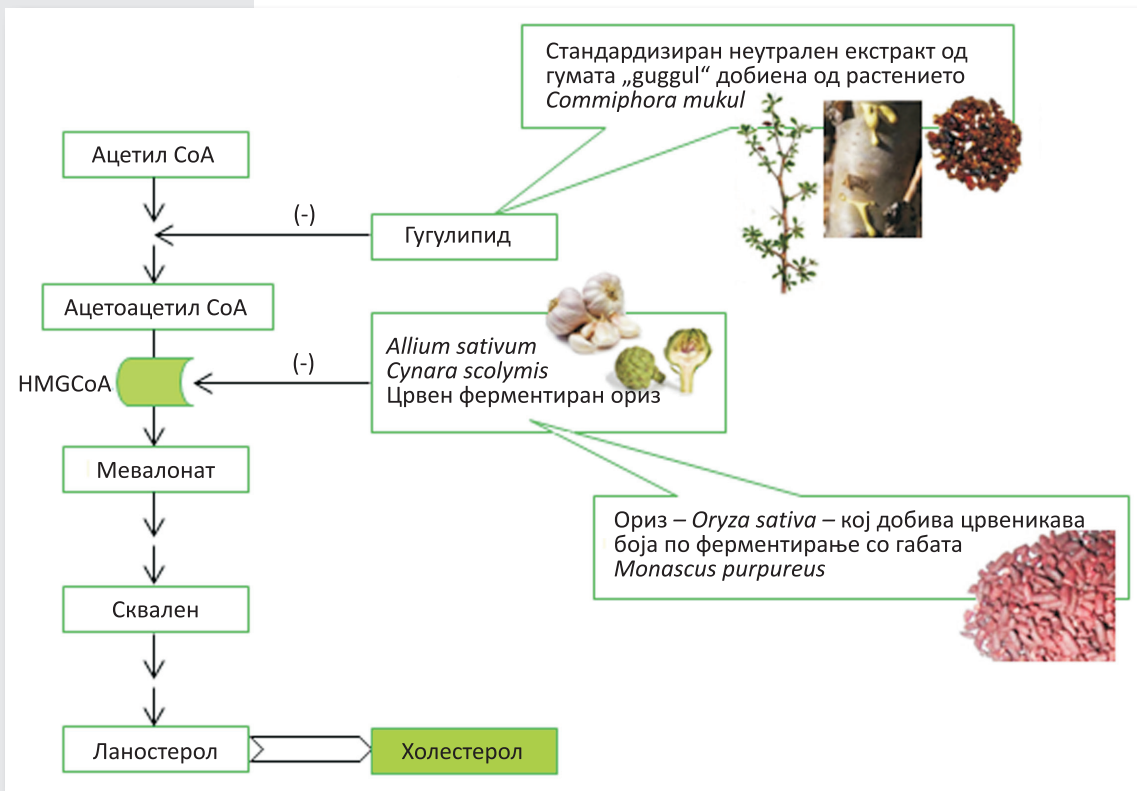 Стандардизиран неутрален екстракт од
гумата „guggul“ добиена од растението
Commiphora mukul
Ацетил CoA
(-)
Гугулипид
Ацетоацетил CoA
HMGCoA
(-)
Allium sativum
Cynara scolymis
Црвен ферментиран ориз
Мевалонат
Ориз – Oryza sativa – кој добива црвеникава
боја по ферментирање со габата
Monascus purpureus
Сквален
Ланостерол
Холестерол